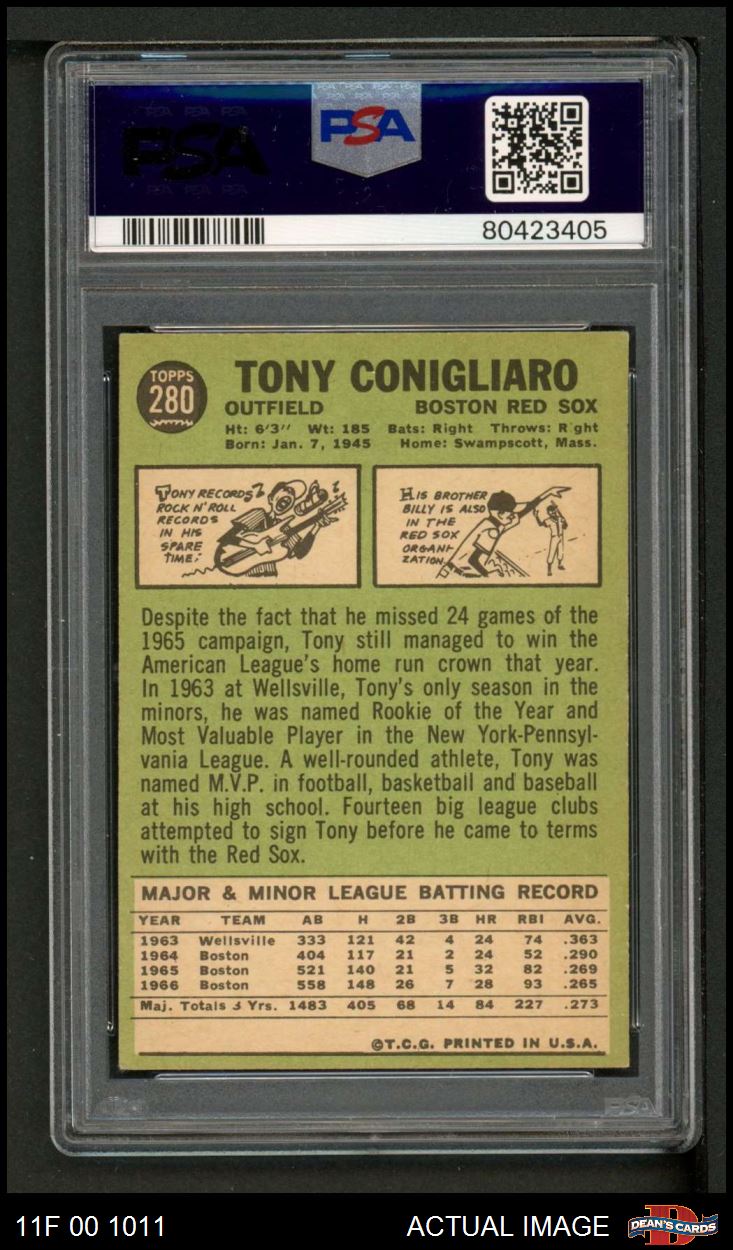 PSA
PSA
80423405
TOPPS
280
TONY CONIGLIARO
OUTFIELD BOSTON RED SOX
Ht: 6'3" Wt: 185 Bats: Right Throws: Right
Born: Jan. 7, 1945 Home: Swampscott, Mass.
TONY RECORDS
ROCK N' ROLL
RECORDS
IN HIS
SPARE
TIME.
HIS BROTHER
BILLY IS ALSO
IN THE
RED SOX
ORGANI-
ZATION.
Despite the fact that he missed 24 games of the
1965 campaign, Tony still managed to win the
American League's home run crown that year.
In 1963 at Wellsville, Tony's only season in the
minors, he was named Rookie of the Year and
Most Valuable Player in the New York-Pennsyl-
vania League. A well-rounded athlete, Tony was
named M.V.P. in football, basketball and baseball
at his high school. Fourteen big league clubs
attempted to sign Tony before he came to terms
with the Red Sox.
MAJOR & MINOR LEAGUE BATTING RECORD
YEAR TEAM AB H 2B 3B HR RBI AVG.
1963 Wellsville 333 121 42 4 24 74 .363
1964 Boston 404 117 21 2 24 52 .290
1965 Boston 521 140 21 5 32 82 .269
1966 Boston 558 148 26 7 28 93 .265
Maj. Totals 3 Yrs. 1483 405 68 14 84 227 .273
©T.C.G. PRINTED IN U.S.A.
PSA
11F 00 1011 ACTUAL IMAGE DEAN'S CARDS